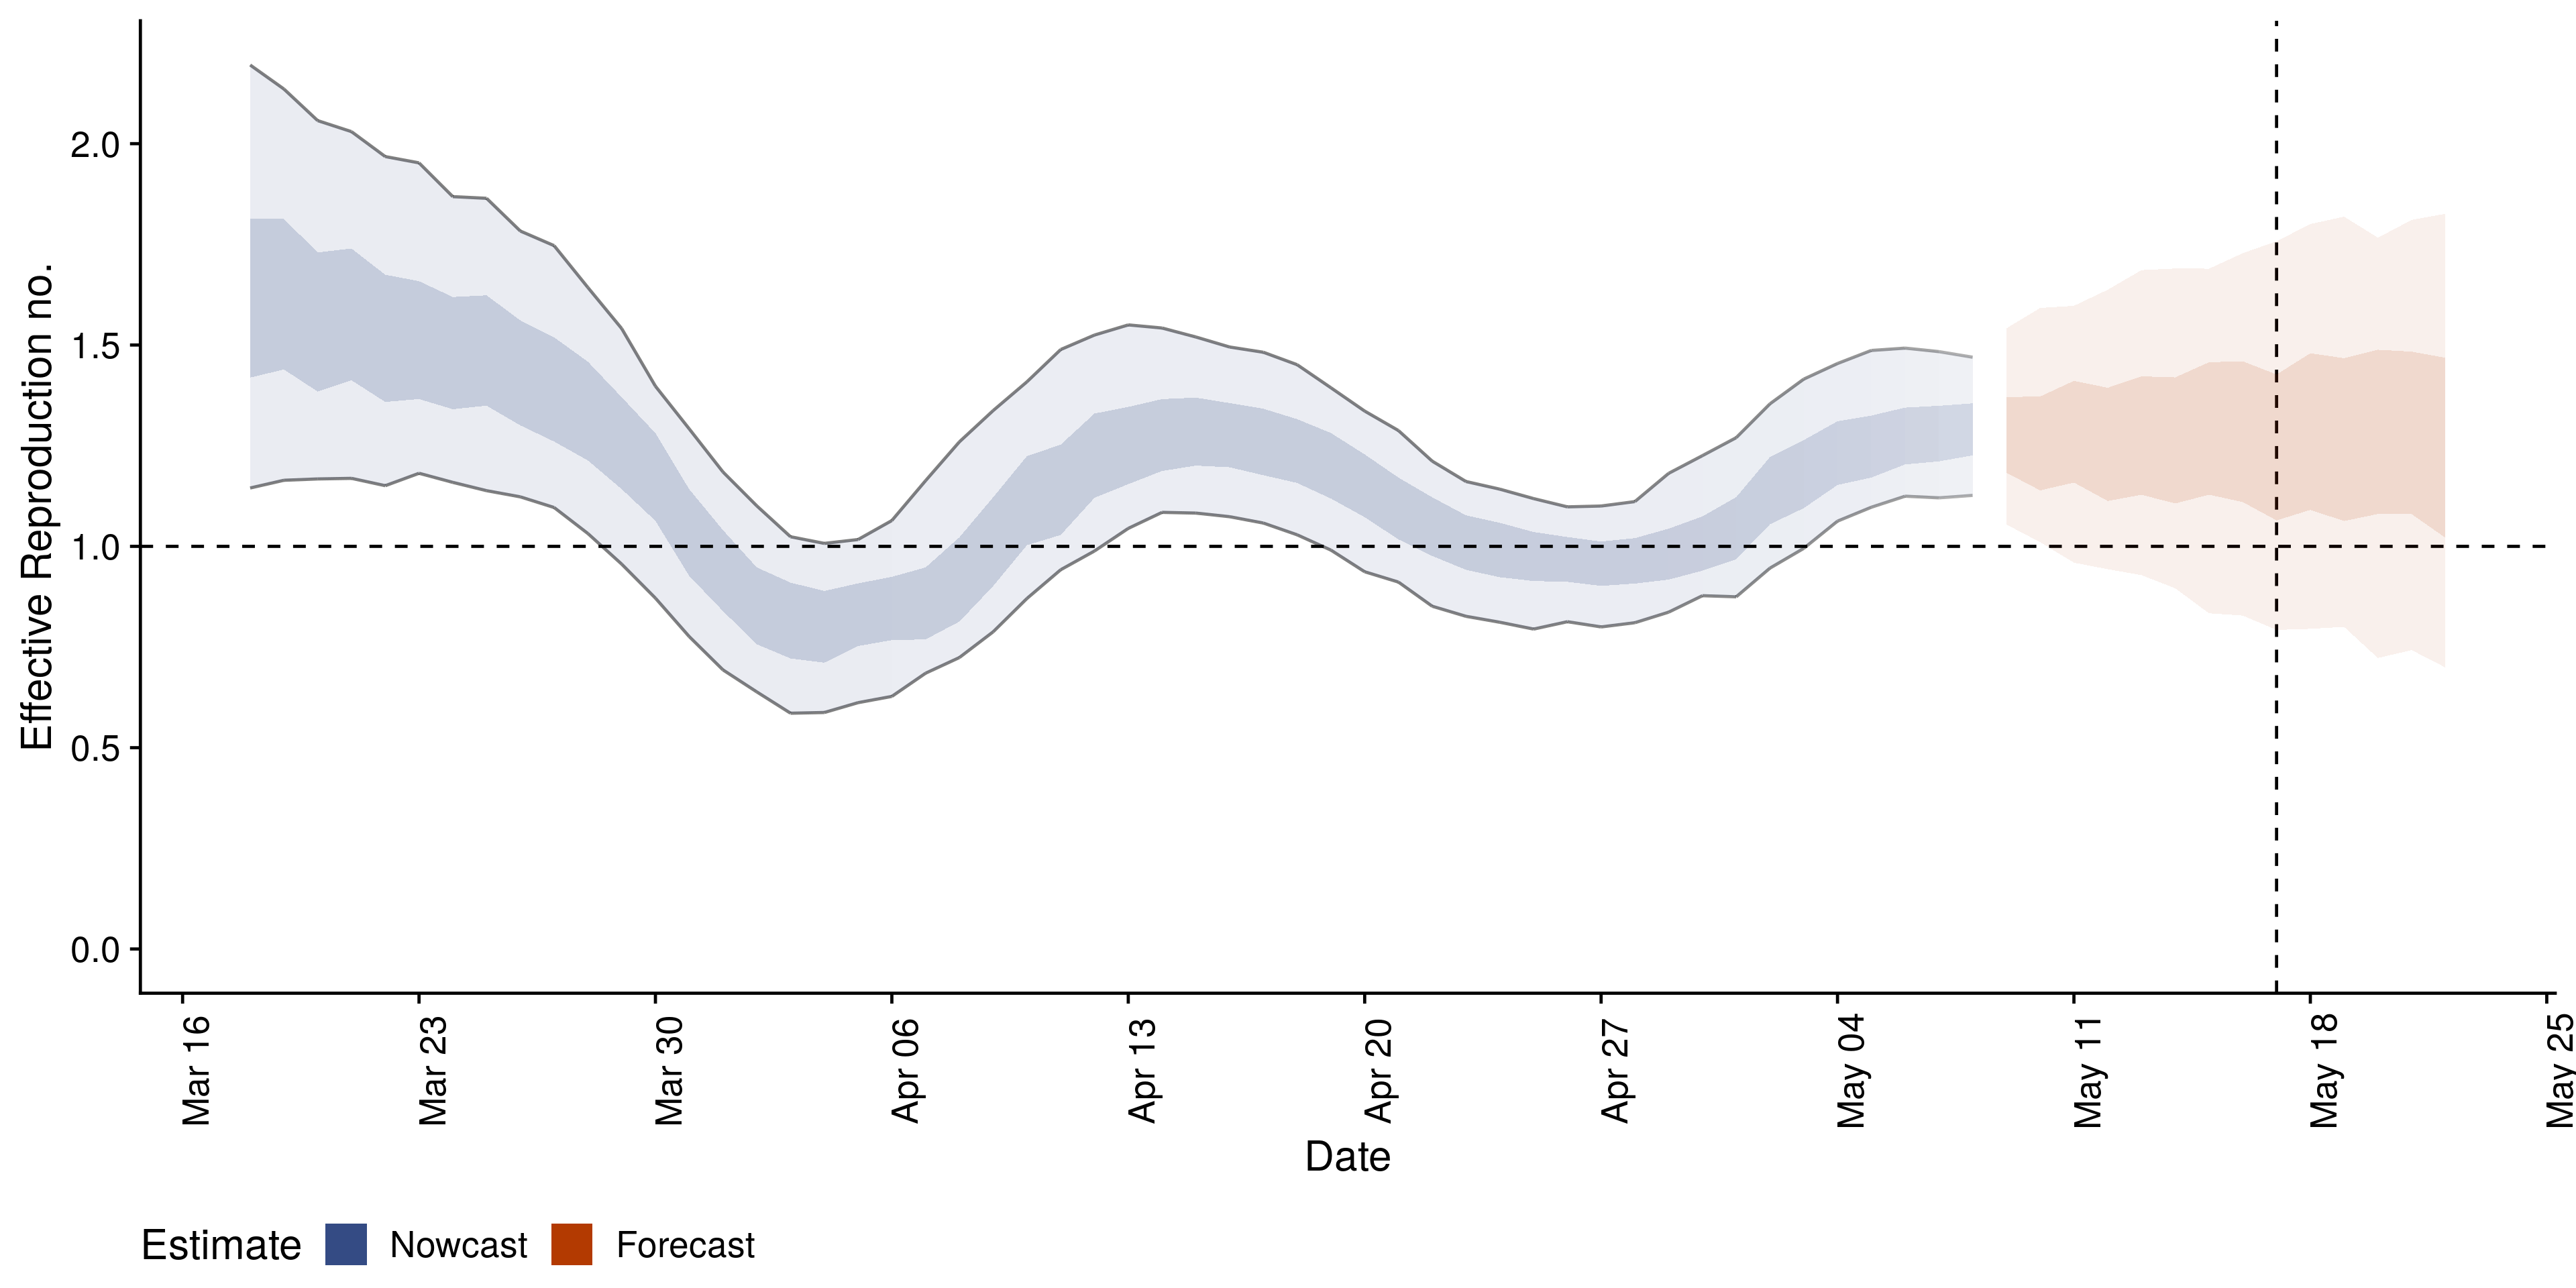 Effective Reproduction no.
2.0
1.5
1.0
0.5
0.0
Mar 16
Mar 23
Mar 30
Apr 06
Apr 13
Apr 20
Apr 27
May 04
May 11
May 18
May 25
Date
Estimate Nowcast Forecast